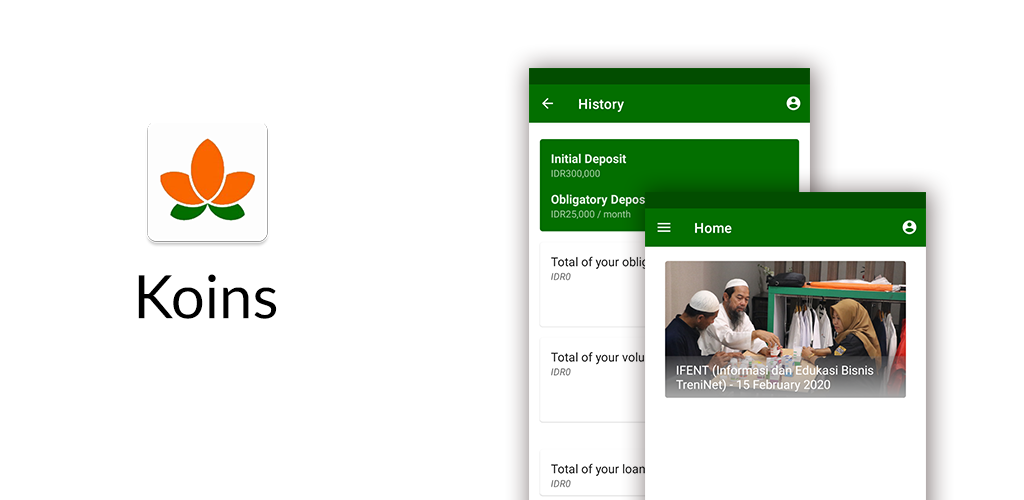 Koins
History
Initial Deposit
IDR300,000
Obligatory Depos
IDR25,000 / month
Total of your oblig
IDR0
Total of your volu
IDR0
Total of your loan
IDR0
Home
IFENT (Informasi dan Edukasi Bisnis
TreniNet) - 15 February 2020